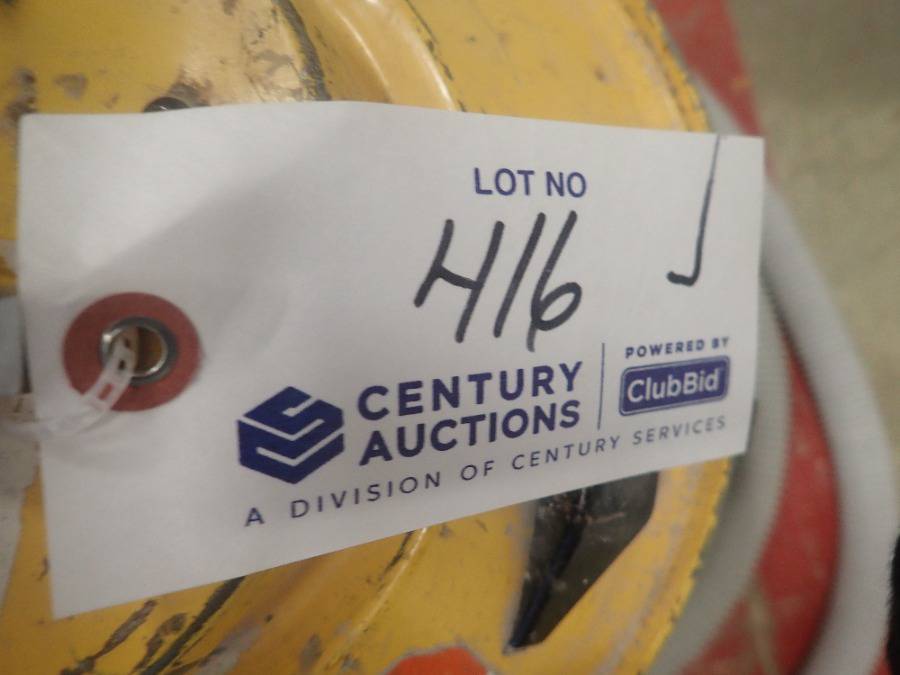 LOT NO
416
CENTURY
AUCTIONS
A DIVISION OF CENTURY SERVICES
POWERED BY
ClubBid